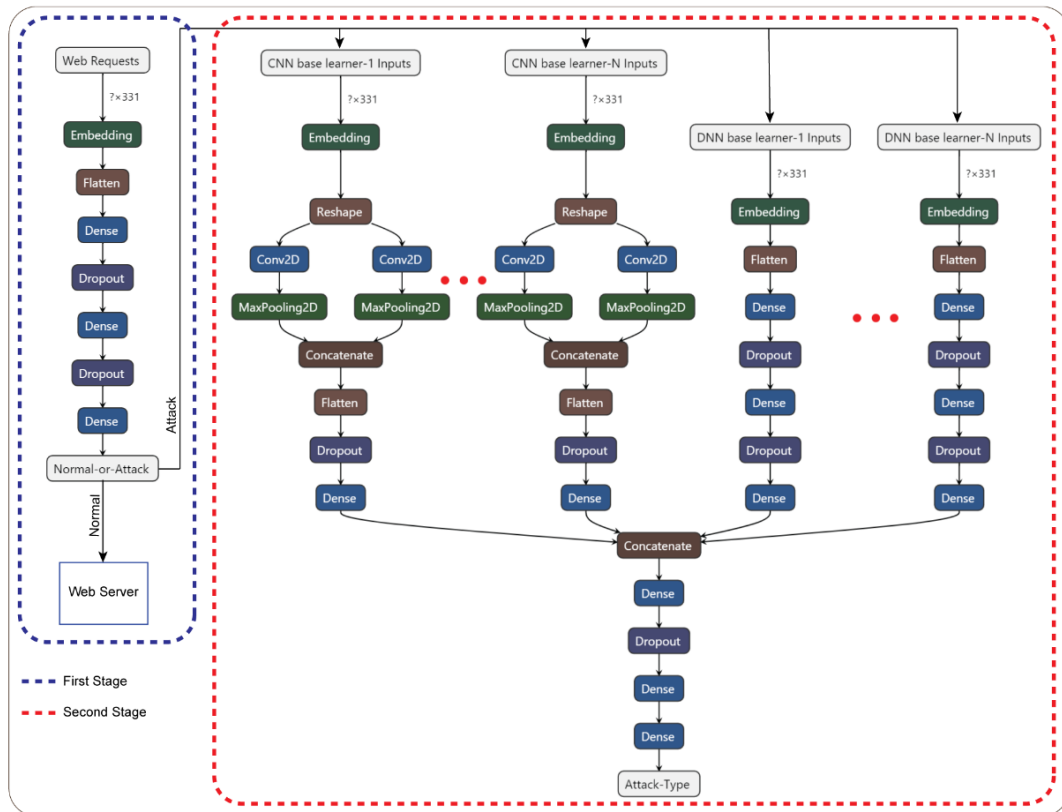 Web Requests
?×331
Embedding
Flatten
Dense
Dropout
Dense
Dropout
Dense
Normal-or-Attack
Attack
Normal
Web Server
First Stage
Second Stage
CNN base learner-1 Inputs
?×331
Embedding
Reshape
Conv2D
Conv2D
MaxPooling2D
MaxPooling2D
Concatenate
Flatten
Dropout
Dense
CNN base learner-N Inputs
?×331
Embedding
Reshape
Conv2D
Conv2D
MaxPooling2D
MaxPooling2D
Concatenate
Flatten
Dropout
Dense
DNN base learner-1 Inputs
?×331
Embedding
Flatten
Dense
Dropout
Dense
Dropout
Dense
DNN base learner-N Inputs
?×331
Embedding
Flatten
Dense
Dropout
Dense
Dropout
Dense
Concatenate
Dense
Dropout
Dense
Dense
Attack-Type